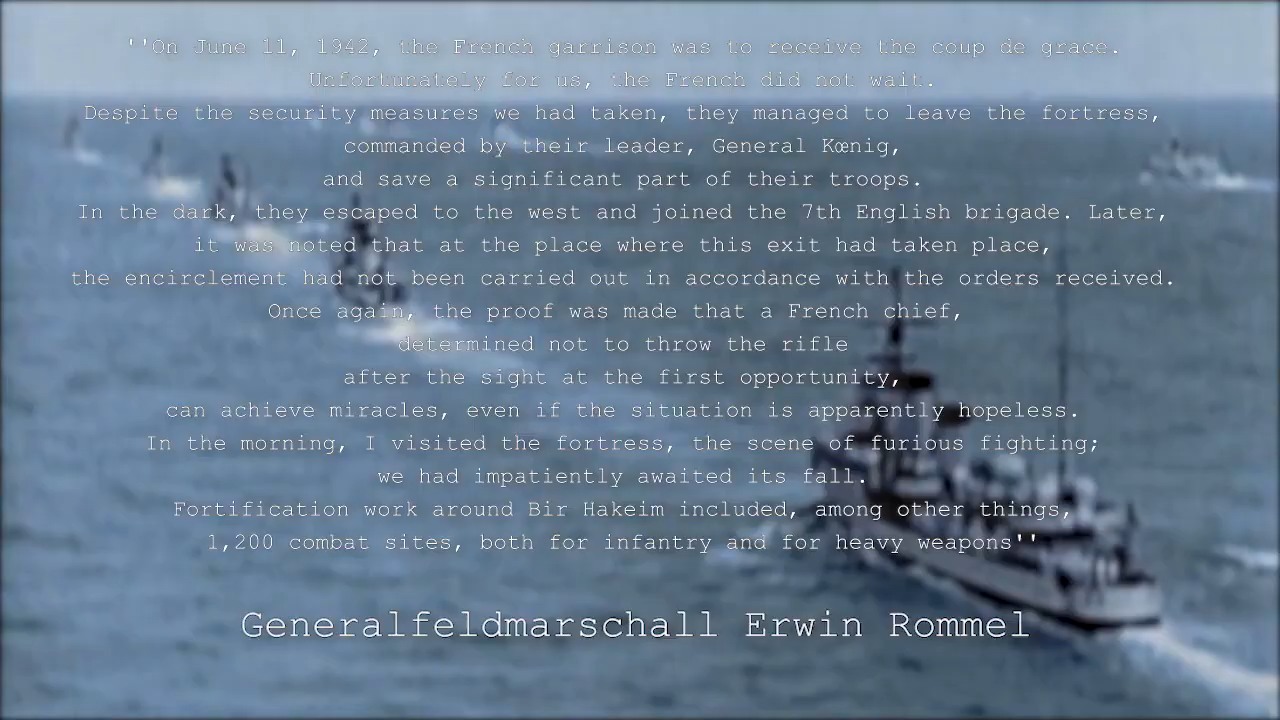 ''On June 11, 1942, the French garrison was to receive the coup de grace.
Unfortunately for us, the French did not wait.
Despite the security measures we had taken, they managed to leave the fortress,
commanded by their leader, General Kœnig,
and save a significant part of their troops.
In the dark, they escaped to the west and joined the 7th English brigade. Later,
it was noted that at the place where this exit had taken place,
the encirclement had not been carried out in accordance with the orders received.
Once again, the proof was made that a French chief,
determined not to throw the rifle
after the sight at the first opportunity,
can achieve miracles, even if the situation is apparently hopeless.
In the morning, I visited the fortress, the scene of furious fighting;
we had impatiently awaited its fall.
Fortification work around Bir Hakeim included, among other things,
1,200 combat sites, both for infantry and for heavy weapons''
Generalfeldmarschall Erwin Rommel